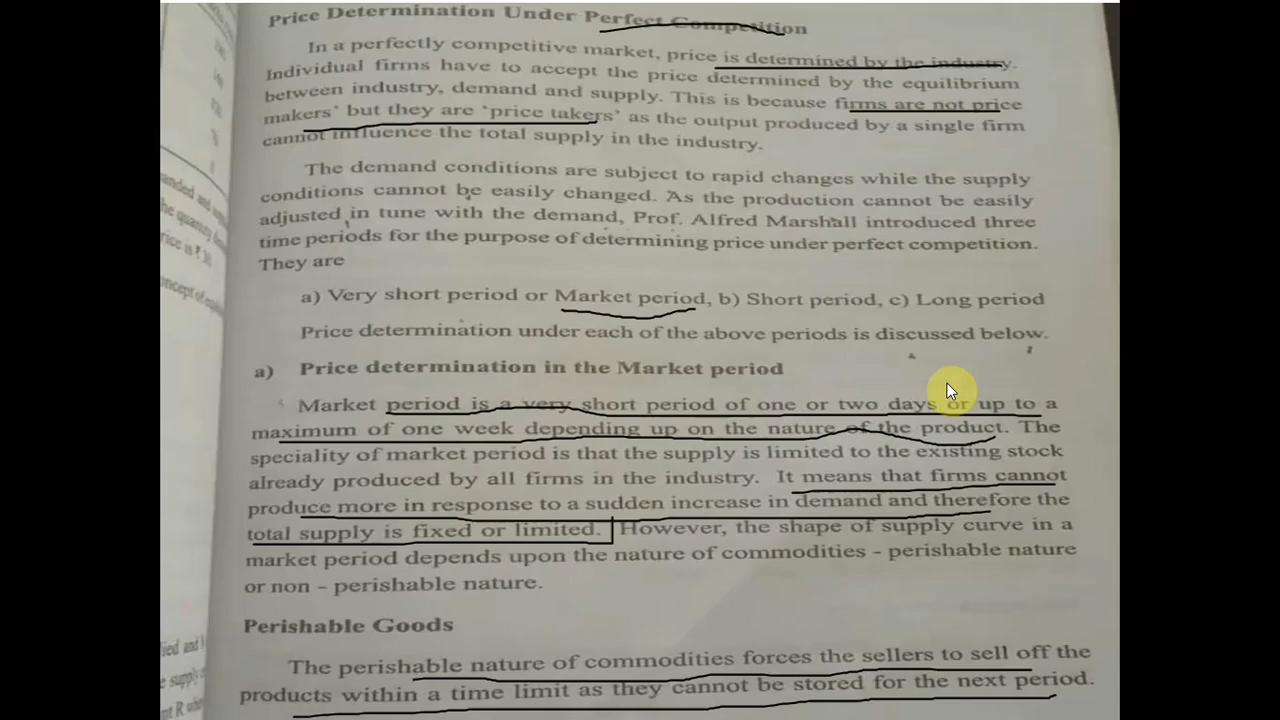 Price Determination Under Perfect Competition
In a perfectly competitive market, price is determined by the industry.
Individual firms have to accept the price determined by the equilibrium
between industry, demand and supply. This is because firms are not price
makers' but they are 'price takers' as the output produced by a single firm
cannot influence the total supply in the industry.
The demand conditions are subject to rapid changes while the supply
conditions cannot be easily changed. As the production cannot be easily
adjusted in tune with the demand, Prof. Alfred Marshall introduced three
time periods for the purpose of determining price under perfect competition.
They are
a) Very short period or Market period, b) Short period, c) Long period
Price determination under each of the above periods is discussed below.
a) Price determination in the Market period
Market period is a very short period of one or two days or up to a
maximum of one week depending up on the nature of the product. The
speciality of market period is that the supply is limited to the existing stock
already produced by all firms in the industry. It means that firms cannot
produce more in response to a sudden increase in demand and therefore the
total supply is fixed or limited. However, the shape of supply curve in a
market period depends upon the nature of commodities - perishable nature
or non - perishable nature.
Perishable Goods
The perishable nature of commodities forces the sellers to sell off the
products within a time limit as they cannot be stored for the next period.